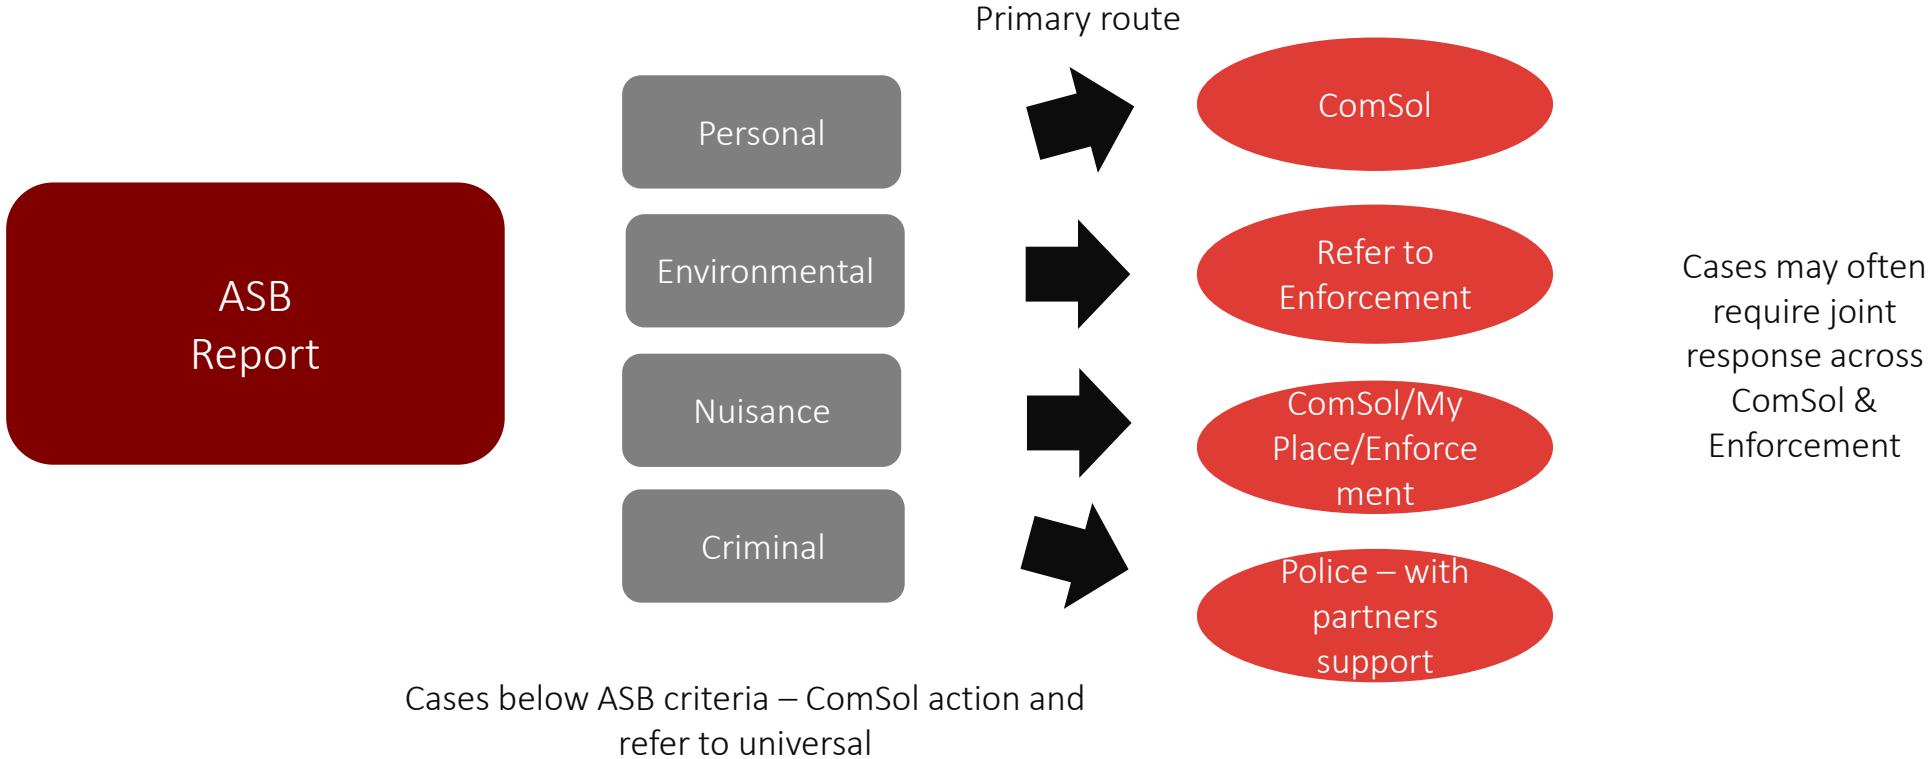 Primary route
ASB
Report
Personal
ComSol
Environmental
Refer to
Enforcement
Nuisance
ComSol/My
Place/Enforce
ment
Criminal
Police – with
partners
support
Cases may often
require joint
response across
ComSol &
Enforcement
Cases below ASB criteria – ComSol action and
refer to universal